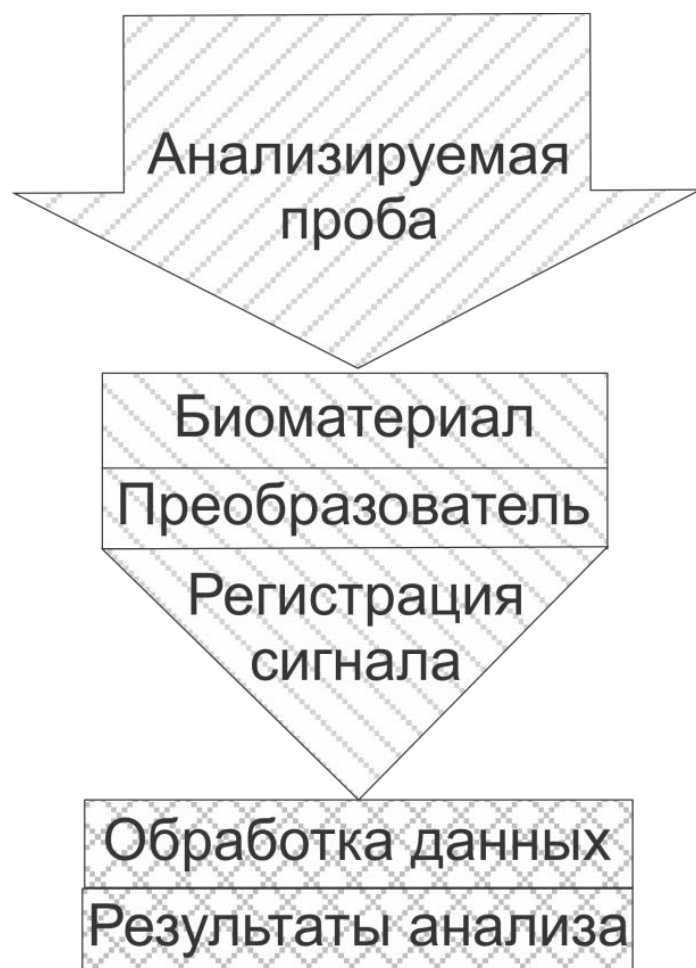 Анализируемая
проба
Биоматериал
Преобразователь
Регистрация
сигнала
Обработка данных
Результаты анализа